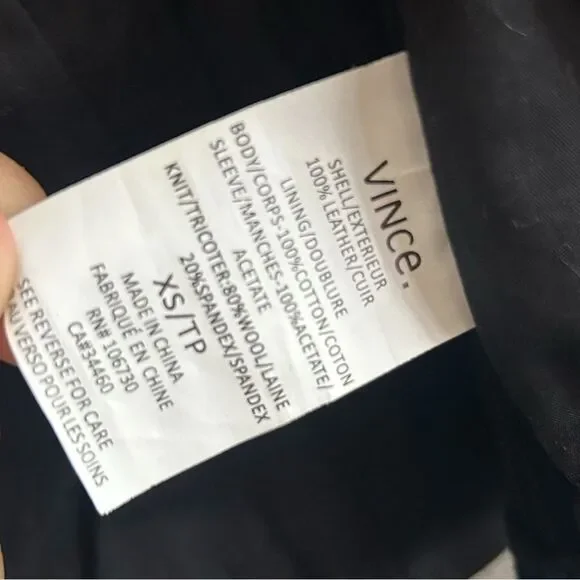 VINCe.
SHELL/EXTERIEUR
100% LEATHER/CUIR
LINING/DOUBLURE
BODY/CORPS-100%COTTON/COTON
SLEEVE/MANCHES-100%ACETATE/
ACETATE
KNIT/TRICOTER-80%WOOL/LAINE
20%SPANDEX/SPANDEX
XS/TP
MADE IN CHINA
FABRIQUÉ EN CHINE
RN# 106730
CA#34460
SEE REVERSE FOR CARE
AU VERSO POUR LES SOINS